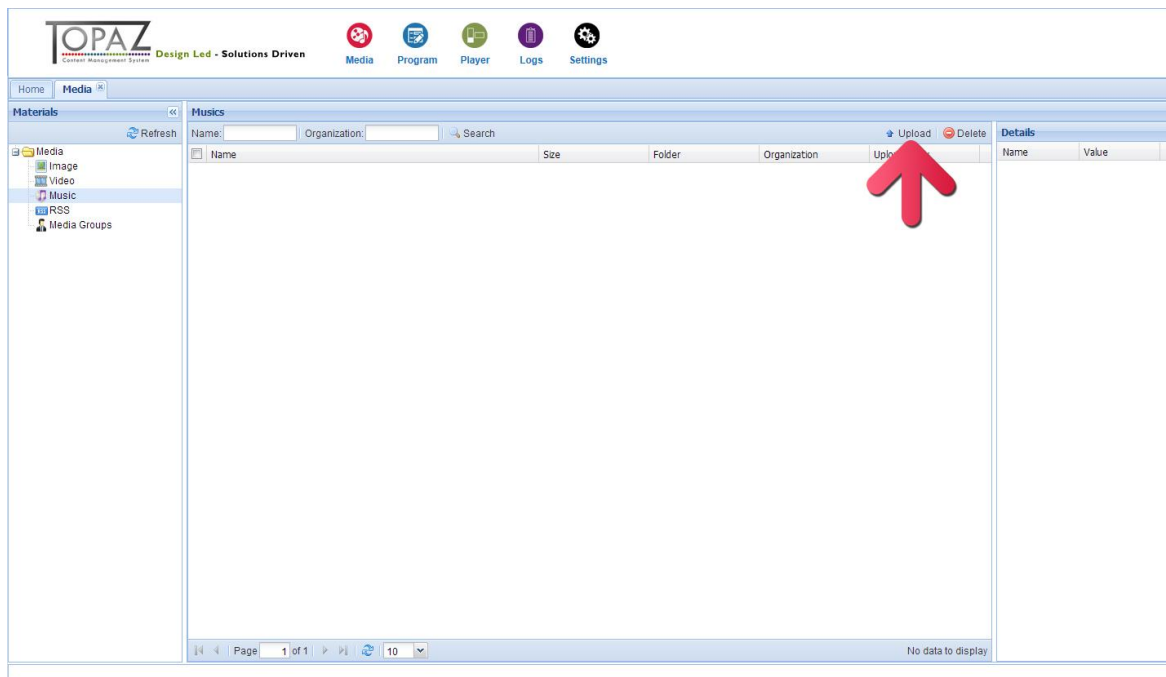 TOPAZ
Content Management System
Design Led - Solutions Driven
Media Program Player Logs Settings
Home Media
Materials
Refresh
Media
Image
Video
Music
RSS
Media Groups
Musics
Name: Organization: Search Upload Delete
Name Size Folder Organization
Page 1 of 1 10 No data to display
Details
Name Value